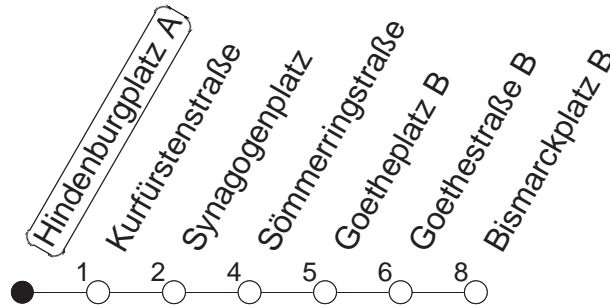 Hindenburgplatz A
Kurfürstenstraße
Synagogenplatz
Sömmerringstraße
Goetheplatz B
Goethestraße B
Bismarckplatz B
1 2 4 5 6 8